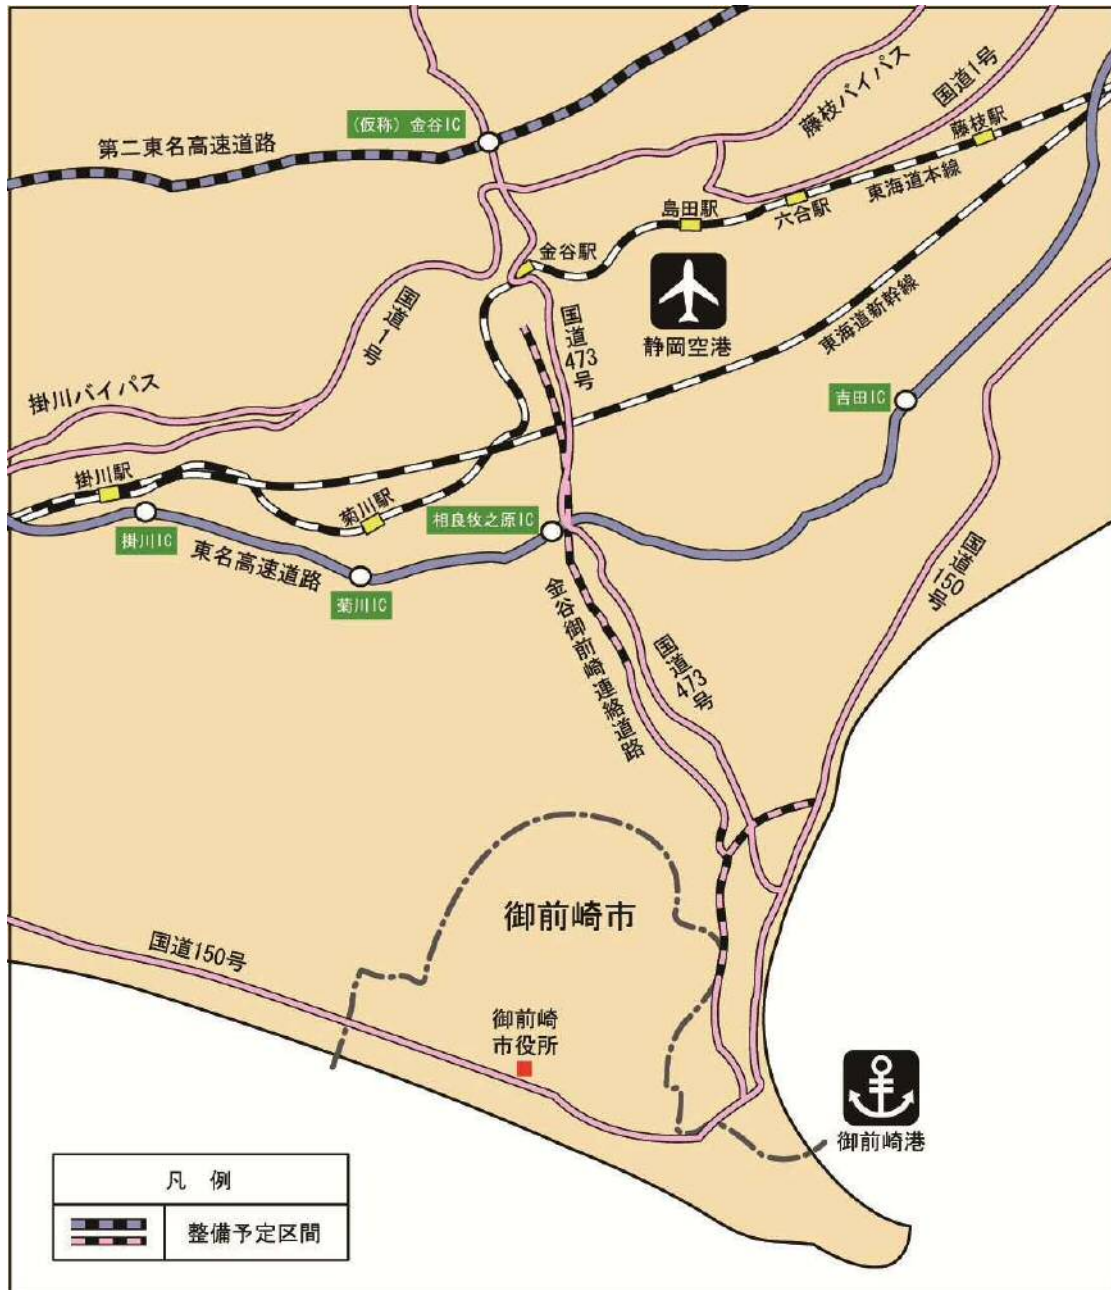 (仮称) 金谷IC
第二東名高速道路
藤枝バイパス
国道1号
藤枝駅
東海道本線
六合駅
島田駅
金谷駅
静岡空港
国道1号
国道473号
東海道新幹線
掛川バイパス
吉田IC
掛川駅
菊川駅
相良牧之原IC
掛川IC
東名高速道路
菊川IC
国道150号
金谷御前崎連絡道路
国道473号
御前崎市
国道150号
御前崎
市役所
御前崎港
凡 例
整備予定区間